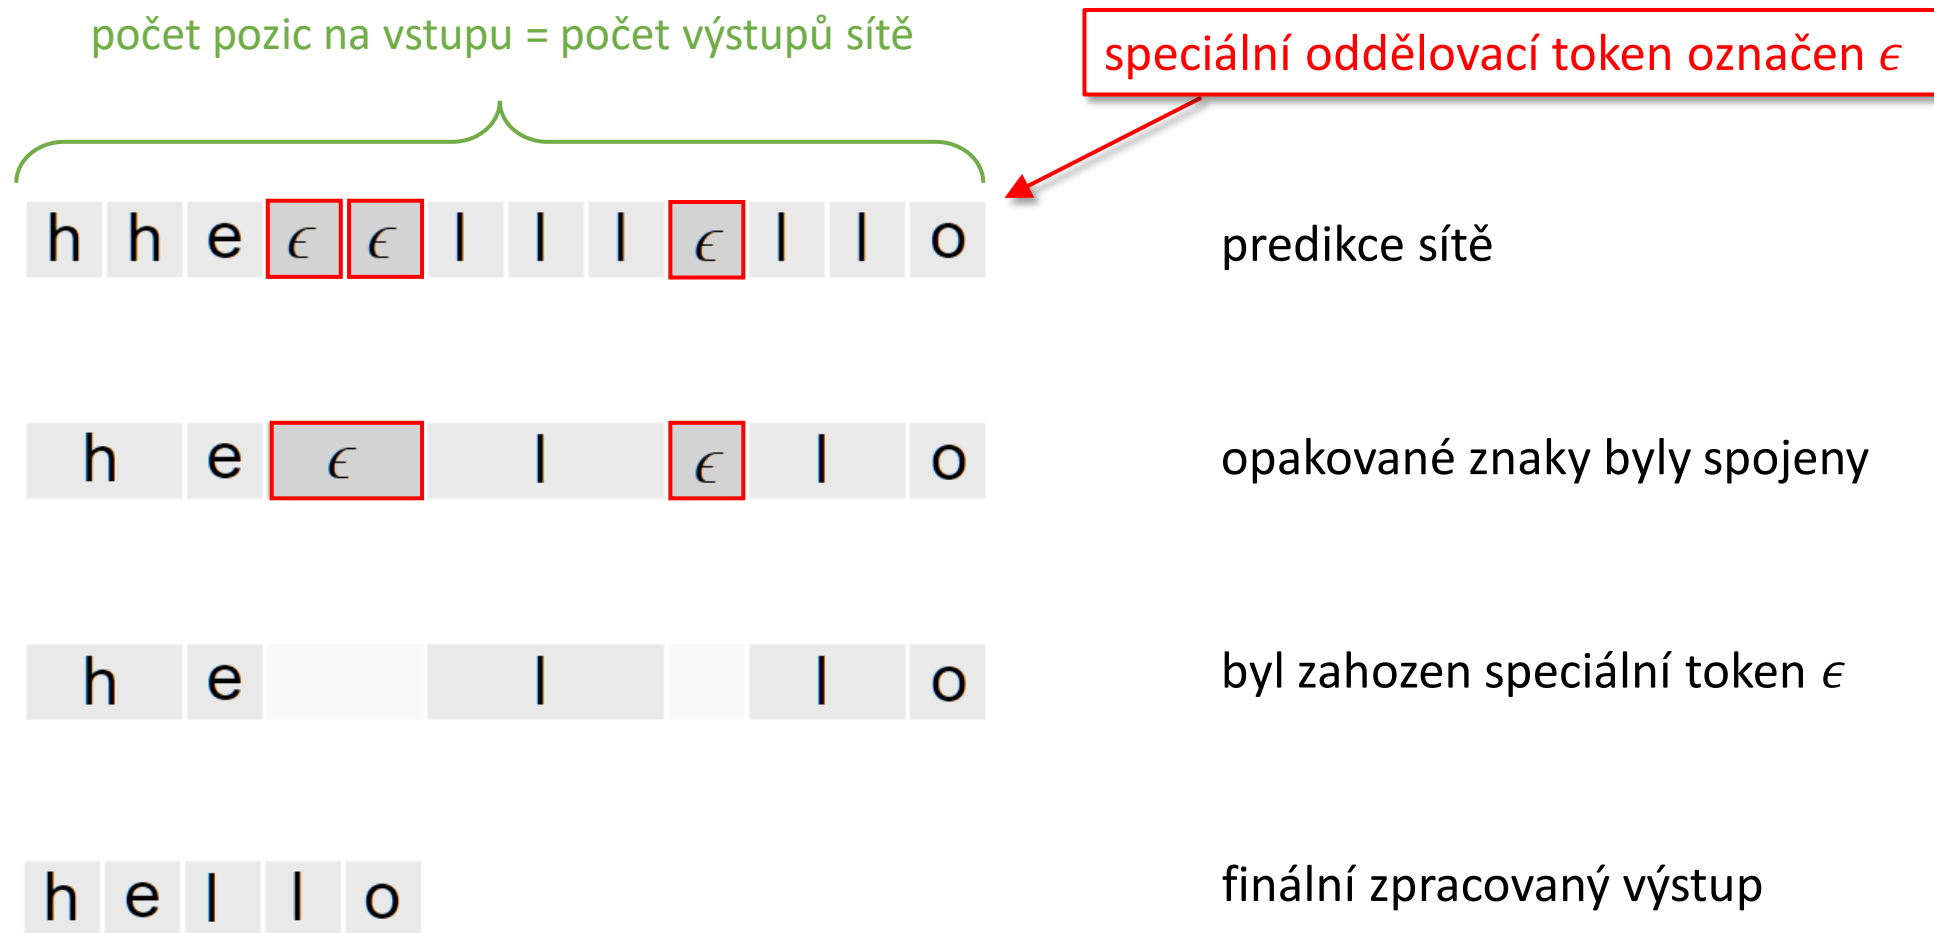 počet pozic na vstupu = počet výstupů sítě
speciální oddělovací token označen ϵ
h h e ϵ ϵ l l l ϵ l l o
predikce sítě
h e ϵ l ϵ l o
opakované znaky byly spojeny
h e l l o
byl zahozen speciální token ϵ
h e l l o
finální zpracovaný výstup